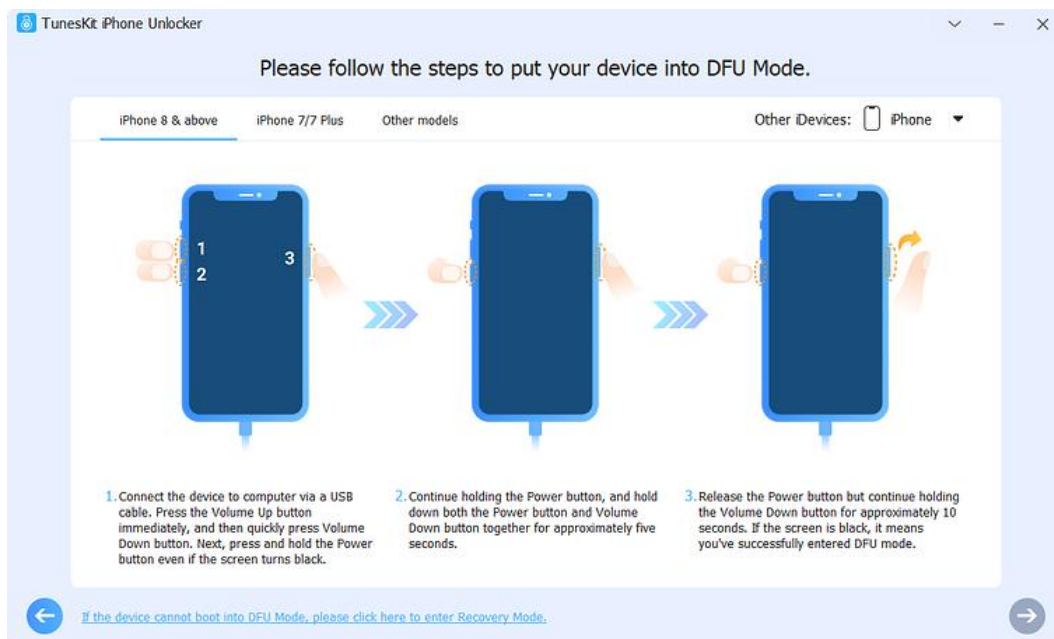 TunesKit iPhone Unlocker
Please follow the steps to put your device into DFU Mode.
iPhone 8 & above
iPhone 7/7 Plus
Other models
Other iDevices:
iPhone
1
2
3
1. Connect the device to computer via a USB
cable. Press the Volume Up button
immediately, and then quickly press Volume
Down button. Next, press and hold the Power
button even if the screen turns black.
2. Continue holding the Power button, and hold
down both the Power button and Volume
Down button together for approximately five
seconds.
3. Release the Power button but continue holding
the Volume Down button for approximately 10
seconds. If the screen is black, it means
you've successfully entered DFU mode.
If the device cannot boot into DFU Mode, please click here to enter Recovery Mode.